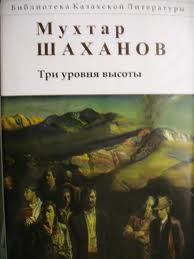 Библиотека Казахской Литературы
Мухтар
ШАХАНОВ
Три уровня высоты